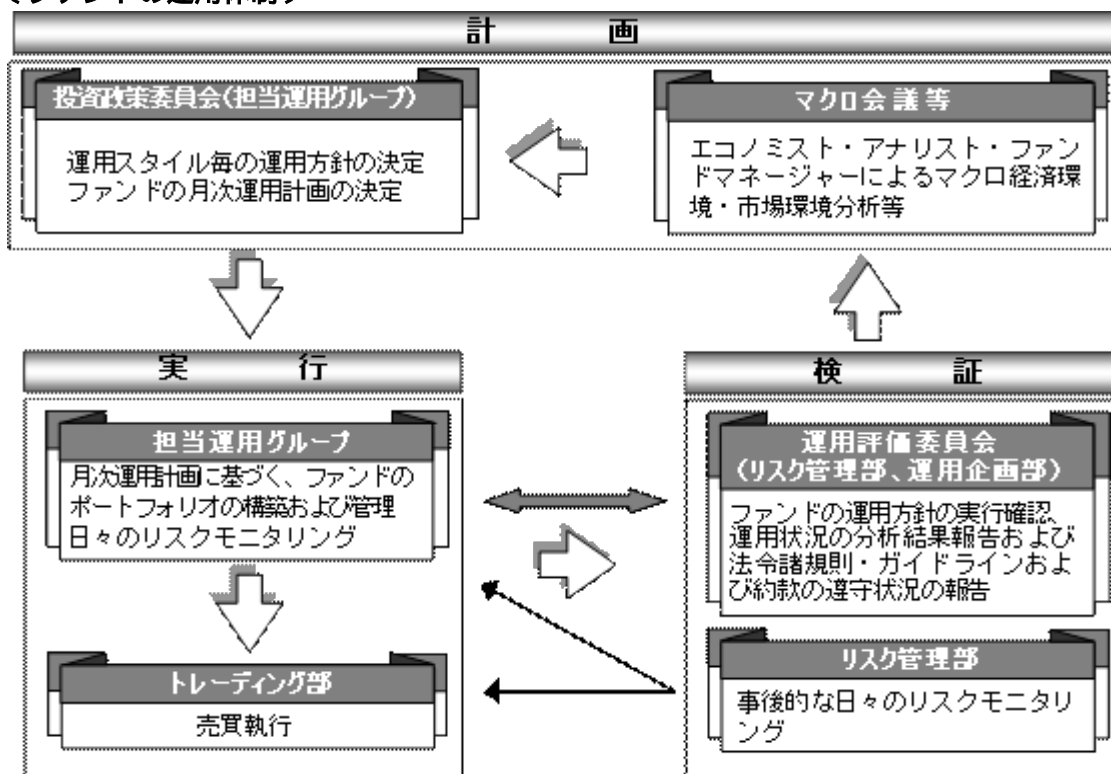 計　画
投資政策委員会(担当運用グループ)
運用スタイル毎の運用方針の決定
ファンドの月次運用計画の決定
マクロ会議等
エコノミスト・アナリスト・ファン
ドマネージャーによるマクロ経済環
境・市場環境分析等
実　行
担当運用グループ
月次運用計画に基づく、ファンドの
ポートフォリオの構築および管理
日々のリスクモニタリング
トレーディング部
売買執行
検　証
運用評価委員会
(リスク管理部、運用企画部)
ファンドの運用方針の実行確認、
運用状況の分析結果報告および
法令諸規則・ガイドラインおよ
び約款の遵守状況の報告
リスク管理部
事後的な日々のリスクモニタリ
ング